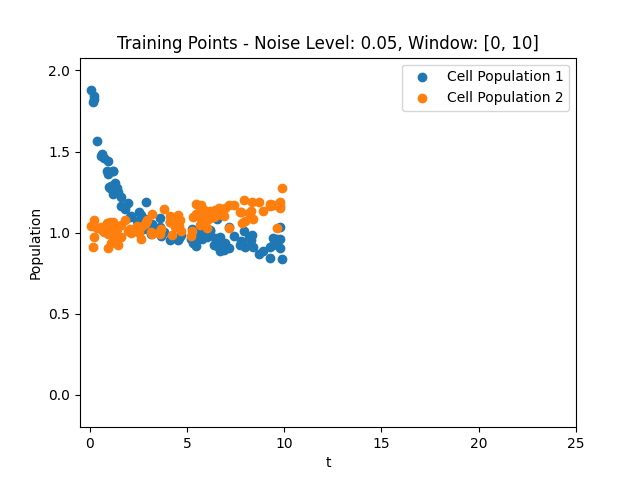 Training Points - Noise Level: 0.05, Window: [0, 10]
Cell Population 1
Cell Population 2
2.0
1.5
1.0
0.5
0.0
Population
0 5 10 15 20 25
t